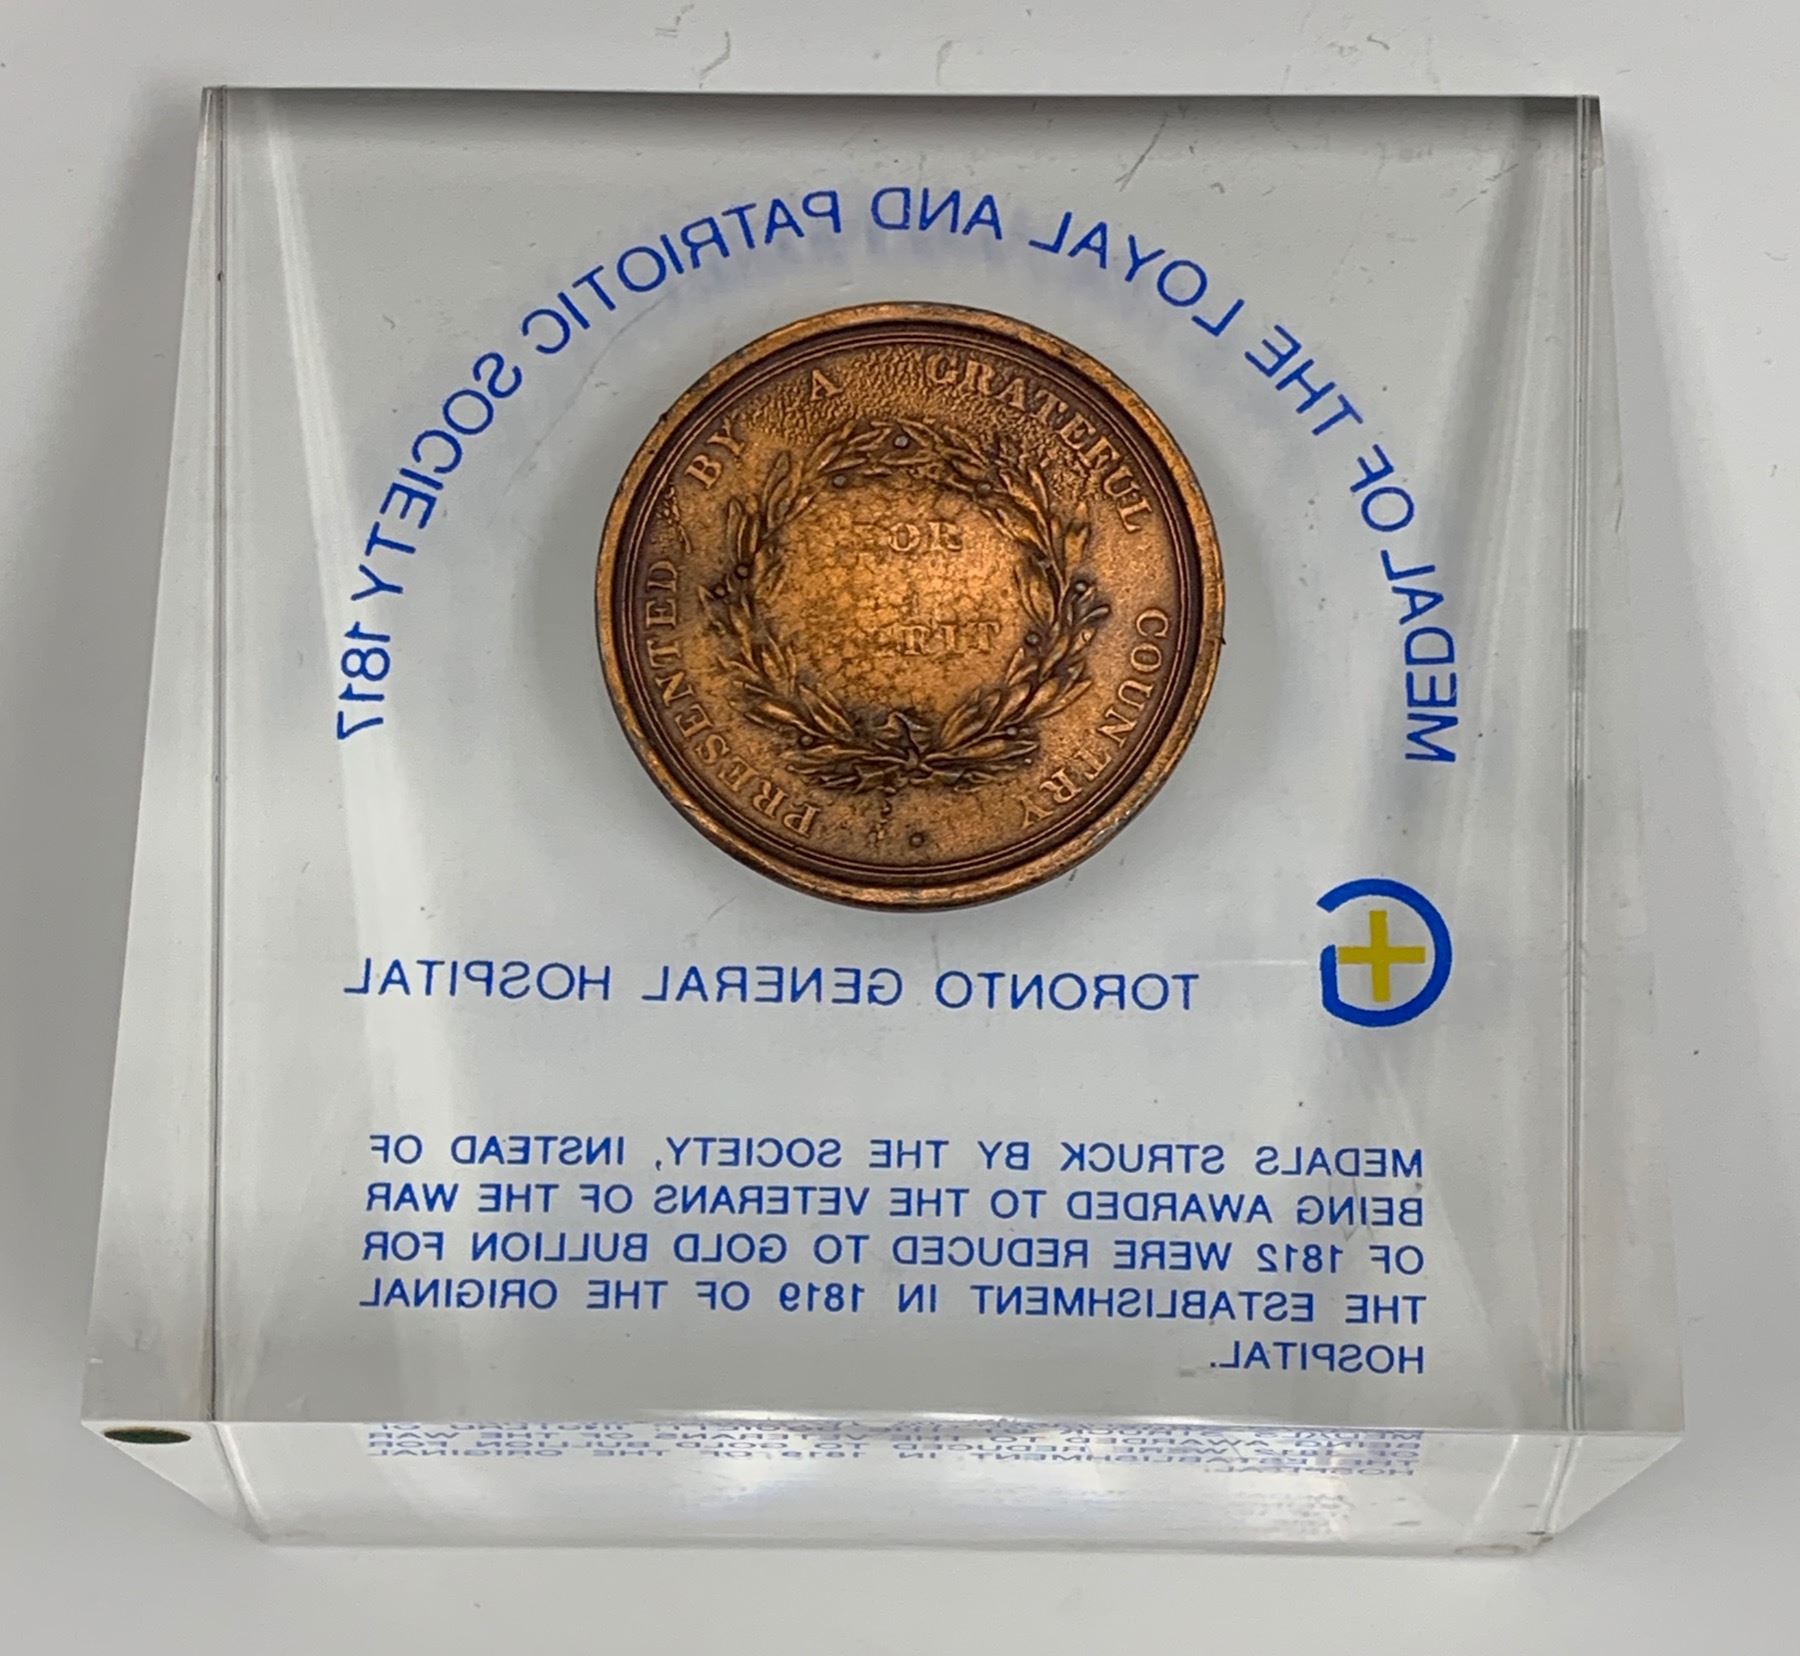 MEDAL OF THE LOYAL AND PATRIOTIC SOCIETY 1817
PRESENTED BY A GRATEFUL COUNTRY
FOR
MERIT
TORONTO GENERAL HOSPITAL
MEDALS STRUCK BY THE SOCIETY, INSTEAD OF
BEING AWARDED TO THE VETERANS OF THE WAR
OF 1812 WERE REDUCED TO GOLD BULLION FOR
THE ESTABLISHMENT IN 1819 OF THE ORIGINAL
HOSPITAL.